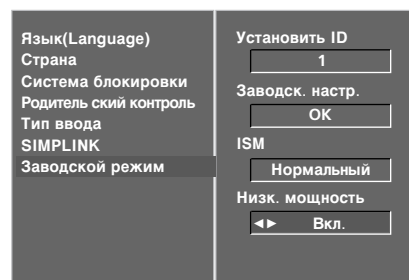 Язык(Language)
Страна
Система блокировки
Родитель ский контроль
Тип ввода
SIMPLINK
Заводской режим
Установить ID
1
Заводск. настр.
ОК
ISM
Нормальный
Низк. мощность
◄► Вкл.